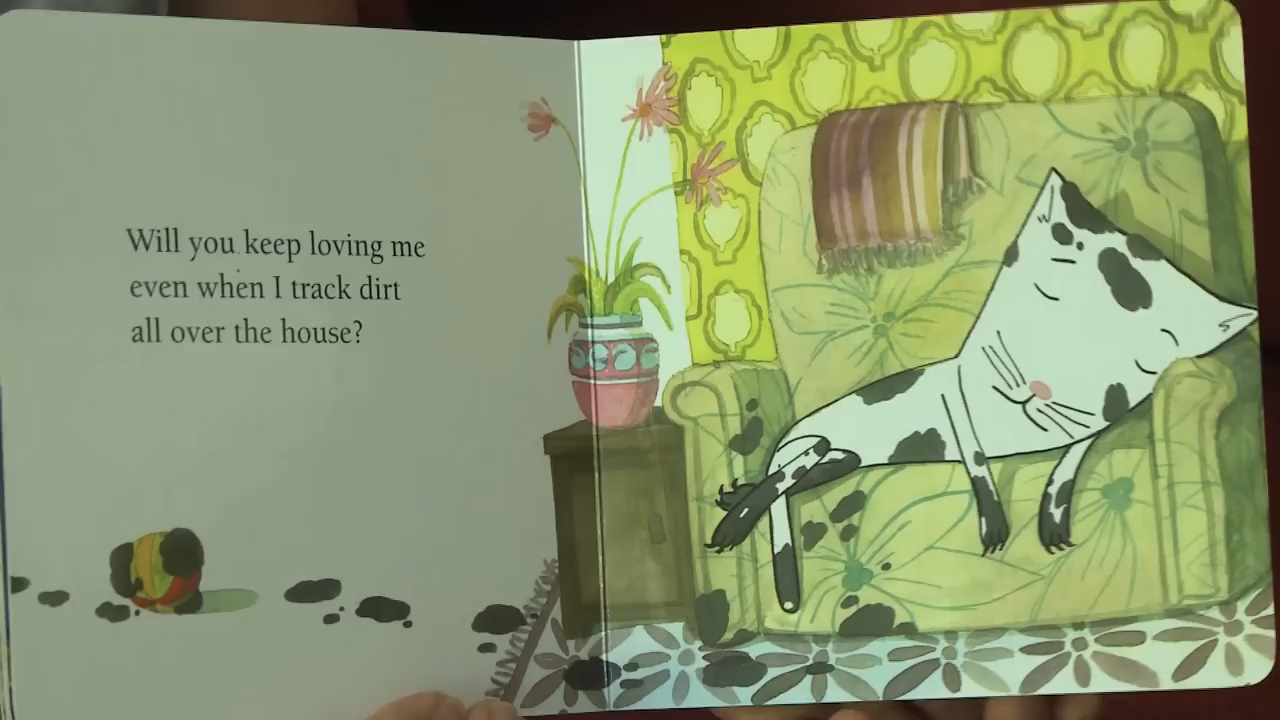 Will you keep loving me
even when I track dirt
all over the house?